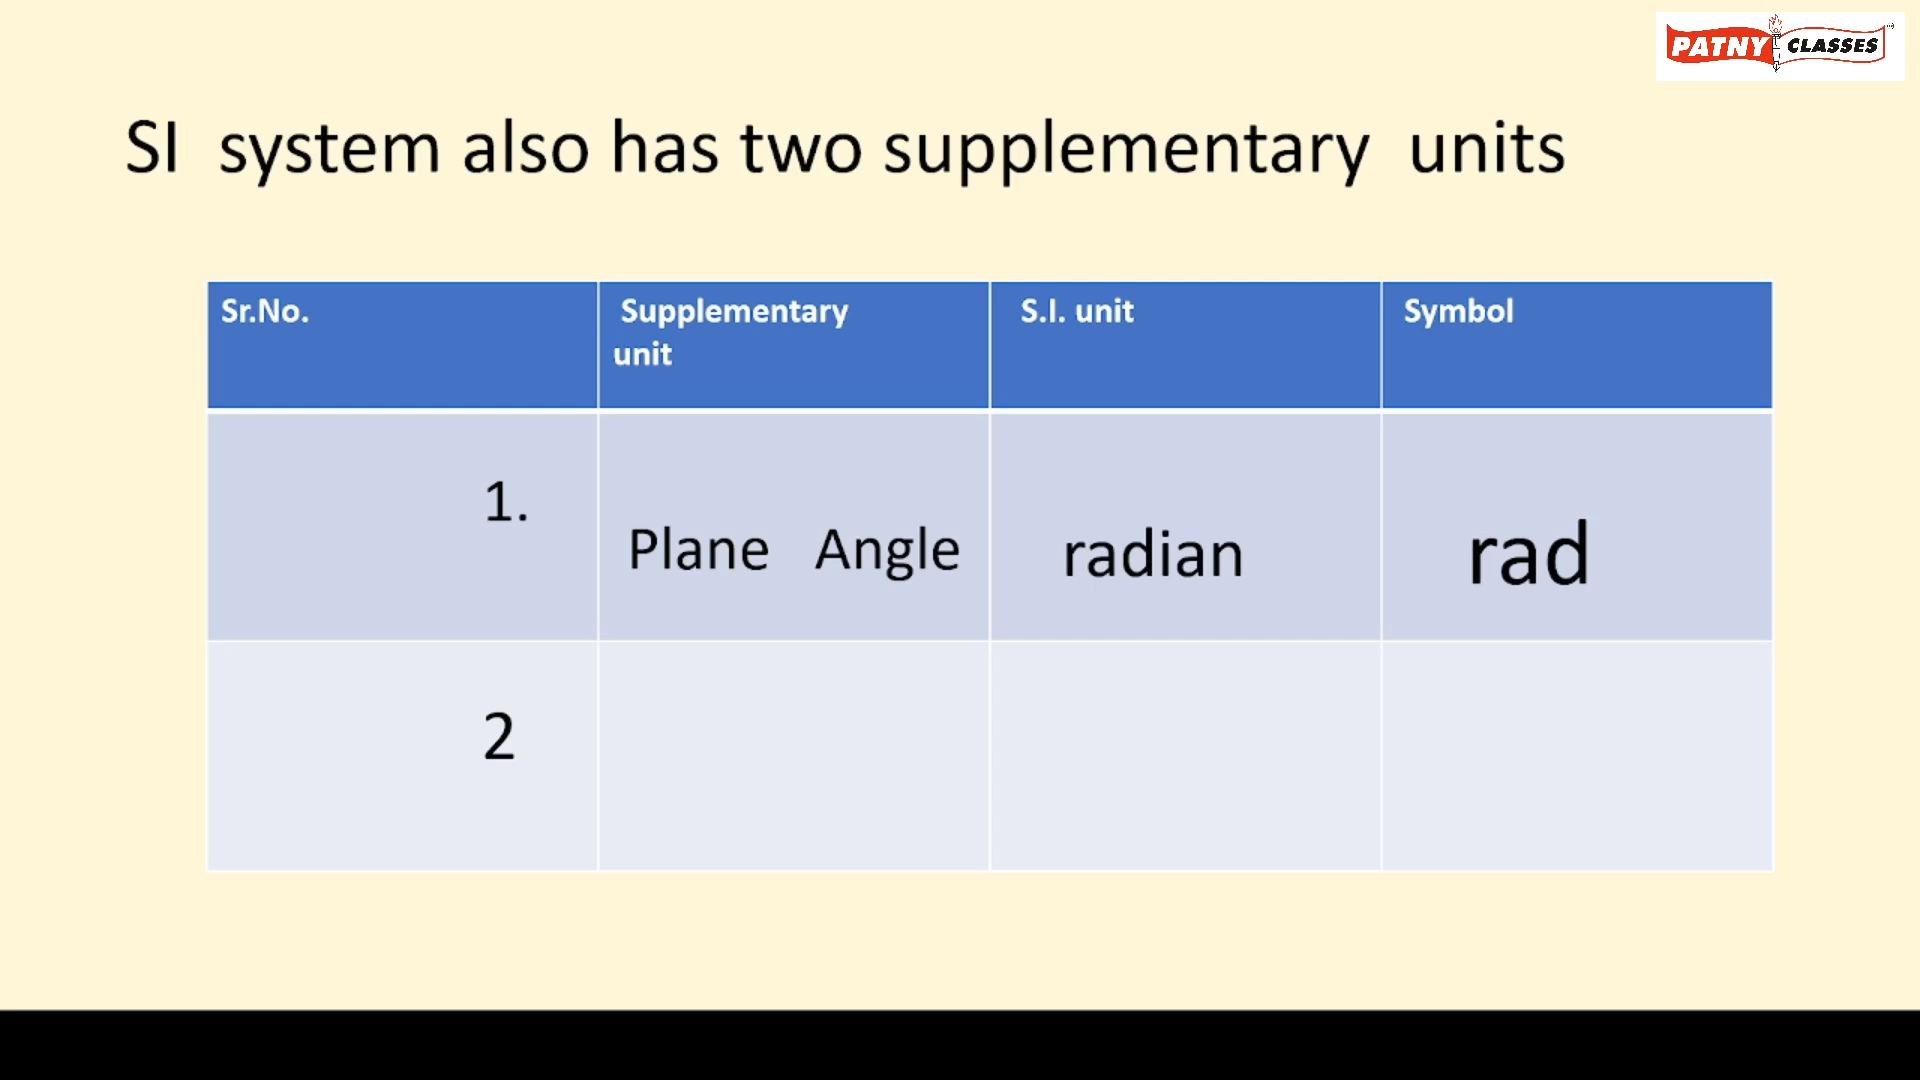 PATNY CLASSES
SI system also has two supplementary units
Sr.No. Supplementary unit S.I. unit Symbol
1. Plane Angle radian rad
2